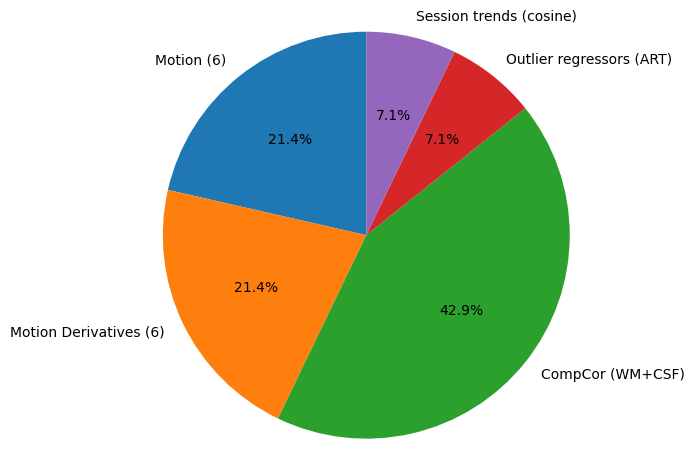 Session trends (cosine)
Outlier regressors (ART)
Motion (6)
7.1%
7.1%
21.4%
21.4%
42.9%
Motion Derivatives (6)
CompCor (WM+CSF)